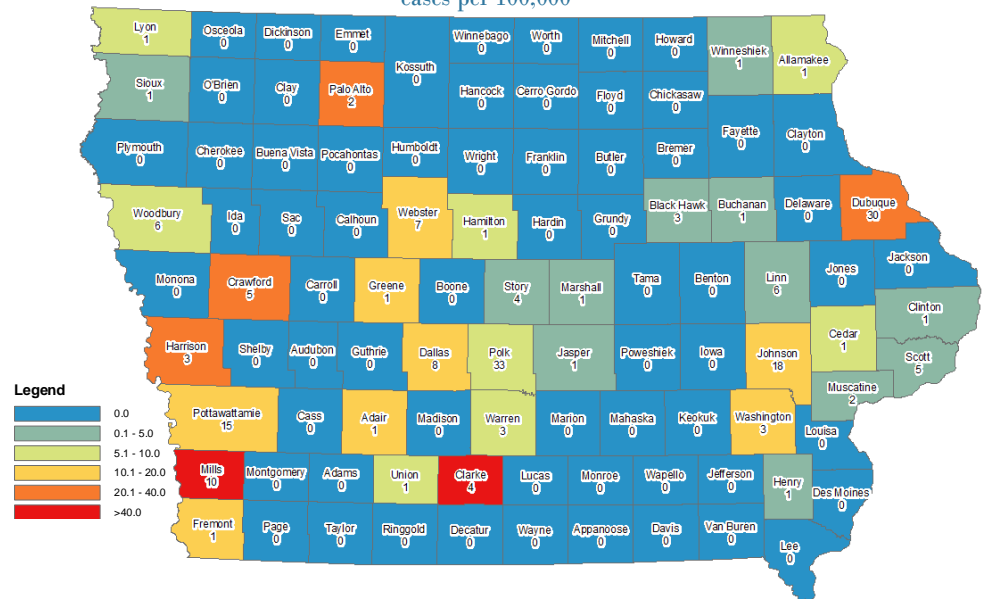 cases per 100,000
Lyon
1
Osceola
0
Dickinson
0
Emmet
0
Kossuth
0
Winnebago
0
Worth
0
Mitchell
0
Howard
0
Winneshiek
1
Allamakee
1
Sioux
1
O'Brien
0
Clay
0
Palo Alto
2
Hancock
0
Cerro Gordo
0
Floyd
0
Chickasaw
0
Fayette
0
Clayton
0
Plymouth
0
Cherokee
0
Buena Vista
0
Pocahontas
0
Humboldt
0
Wright
0
Franklin
0
Butler
0
Bremer
0
Woodbury
6
Ida
0
Sac
0
Calhoun
0
Webster
7
Hamilton
1
Hardin
0
Grundy
0
Black Hawk
3
Buchanan
1
Delaware
0
Dubuque
30
Monona
0
Crawford
5
Carroll
0
Greene
1
Boone
0
Story
4
Marshall
1
Tama
0
Benton
0
Linn
6
Jones
0
Jackson
0
Clinton
1
Harrison
3
Shelby
0
Audubon
0
Guthrie
0
Dallas
8
Polk
33
Jasper
1
Poweshiek
0
Iowa
0
Johnson
18
Cedar
1
Scott
5
Muscatine
2
Pottawattamie
15
Cass
0
Adair
1
Madison
0
Warren
3
Marion
0
Mahaska
0
Keokuk
0
Washington
3
Louisa
0
Mills
10
Montgomery
0
Adams
0
Union
1
Clarke
4
Lucas
0
Monroe
0
Wapello
0
Jefferson
0
Henry
1
Des Moines
0
Fremont
1
Page
0
Taylor
0
Ringgold
0
Decatur
0
Wayne
0
Appanoose
0
Davis
0
Van Buren
0
Lee
0
Legend
0.0
0.1 - 5.0
5.1 - 10.0
10.1 - 20.0
20.1 - 40.0
>40.0